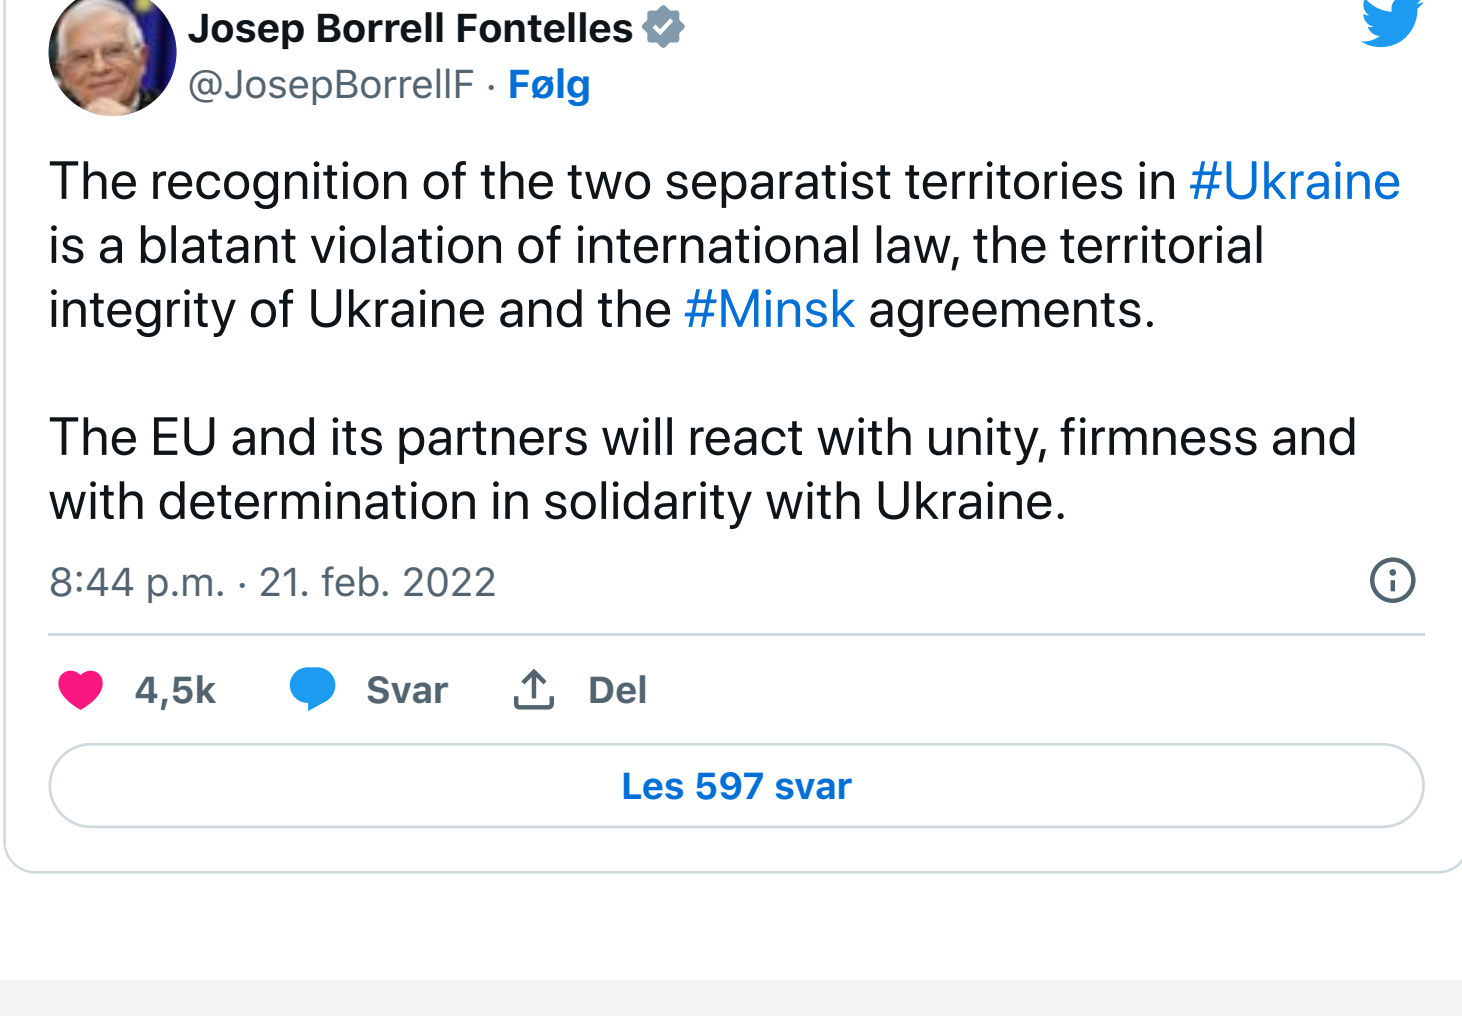 Josep Borrell Fontelles
@JosepBorrellF · Følg
The recognition of the two separatist territories in #Ukraine
is a blatant violation of international law, the territorial
integrity of Ukraine and the #Minsk agreements.
The EU and its partners will react with unity, firmness and
with determination in solidarity with Ukraine.
8:44 p.m. · 21. feb. 2022
4,5k Svar Del
Les 597 svar